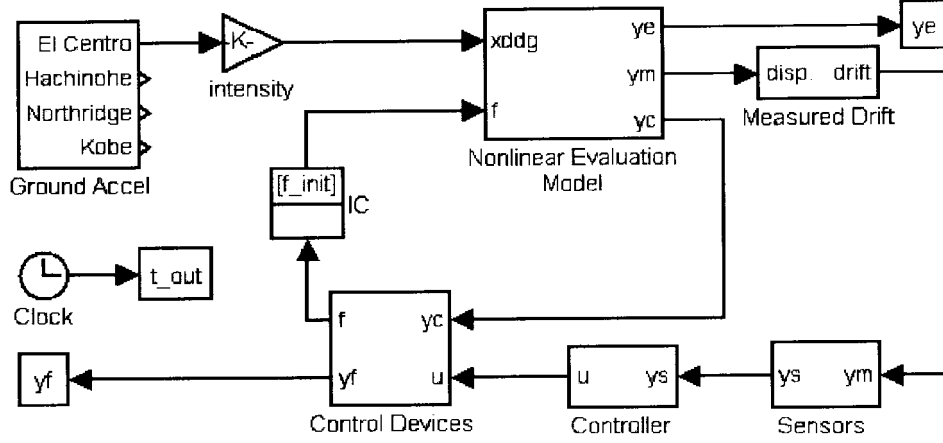 El Centro
Hachinohe
Northridge
Kobe
Ground Accel
-K-
intensity
xddg
f
ye
ym
yc
Nonlinear Evaluation
Model
disp. drift
Measured Drift
ye
[f_init]
IC
Clock
t_out
f yc
yf u
Control Devices
yf
u ys
Controller
ys ym
Sensors